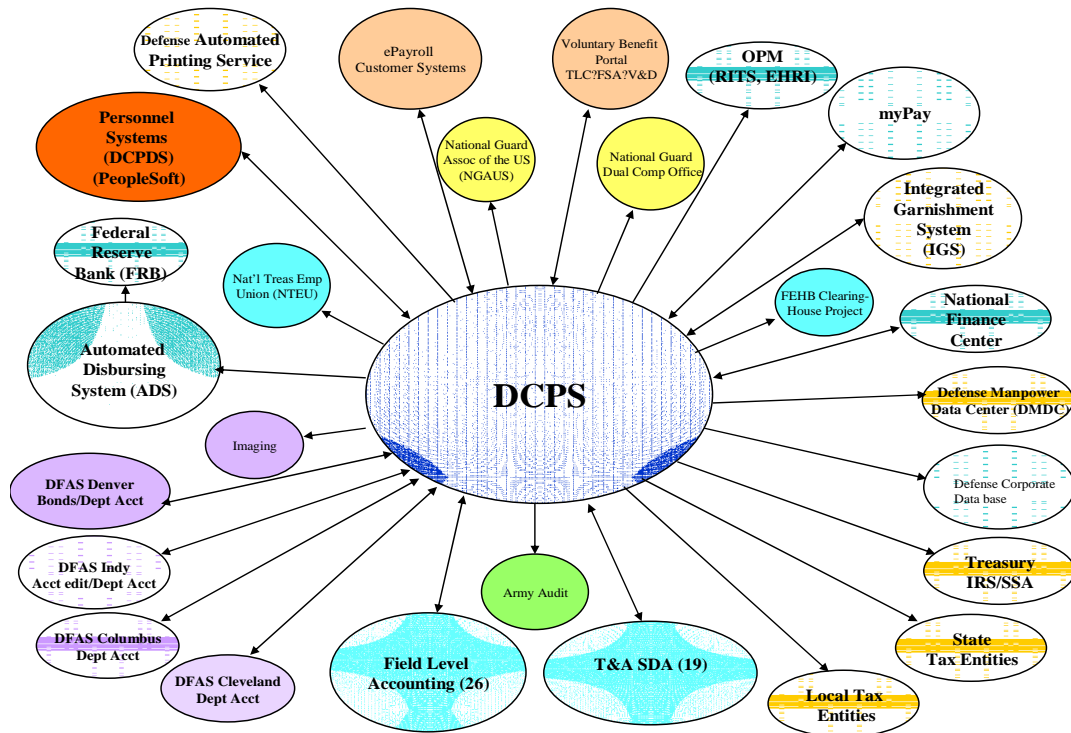 Defense Automated
Printing Service
ePayroll
Customer Systems
Voluntary Benefit
Portal
TLC?FSA?V&D
OPM
(RITS, EHRI)
myPay
Personnel
Systems
(DCPDS)
(PeopleSoft)
National Guard
Assoc of the US
(NGAUS)
National Guard
Dual Comp Office
Integrated
Garnishment
System
(IGS)
Federal
Reserve
Bank (FRB)
Nat'l Treas Emp
Union (NTEU)
FEHB Clearing-
House Project
National
Finance
Center
Automated
Disbursing
System (ADS)
DCPS
Defense Manpower
Data Center (DMDC)
Imaging
DFAS Denver
Bonds/Dept Acct
Defense Corporate
Data base
DFAS Indy
Acct edit/Dept Acct
Treasury
IRS/SSA
Army Audit
DFAS Columbus
Dept Acct
State
Tax Entities
DFAS Cleveland
Dept Acct
Field Level
Accounting (26)
T&A SDA (19)
Local Tax
Entities